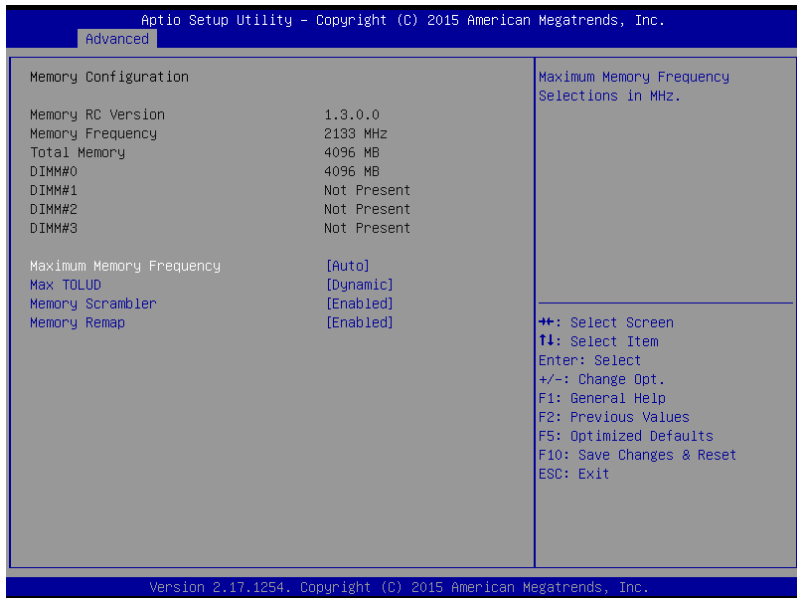 Aptio Setup Utility – Copyright (C) 2015 American Megatrends, Inc.
Advanced
Memory Configuration
Memory RC Version 1.3.0.0
Memory Frequency 2133 MHz
Total Memory 4096 MB
DIMM#0 4096 MB
DIMM#1 Not Present
DIMM#2 Not Present
DIMM#3 Not Present
Maximum Memory Frequency [Auto]
Max TOLUD [Dynamic]
Memory Scrambler [Enabled]
Memory Remap [Enabled]
Maximum Memory Frequency
Selections in MHz.
→←: Select Screen
↑↓: Select Item
Enter: Select
+/-: Change Opt.
F1: General Help
F2: Previous Values
F5: Optimized Defaults
F10: Save Changes & Reset
ESC: Exit
Version 2.17.1254. Copyright (C) 2015 American Megatrends, Inc.